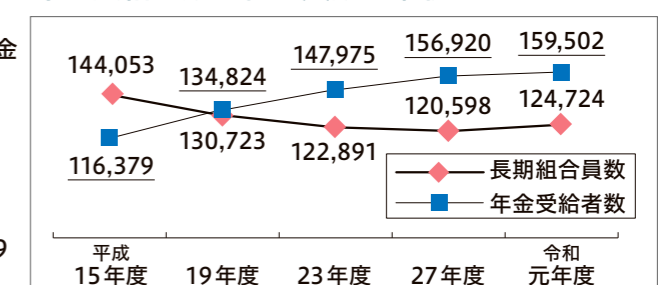 金
144,053
134,824
147,975
156,920
159,502
116,379
130,723
122,891
120,598
124,724
長期組合員数
年金受給者数
9
平成
15年度
19年度
23年度
27年度
令和
元年度